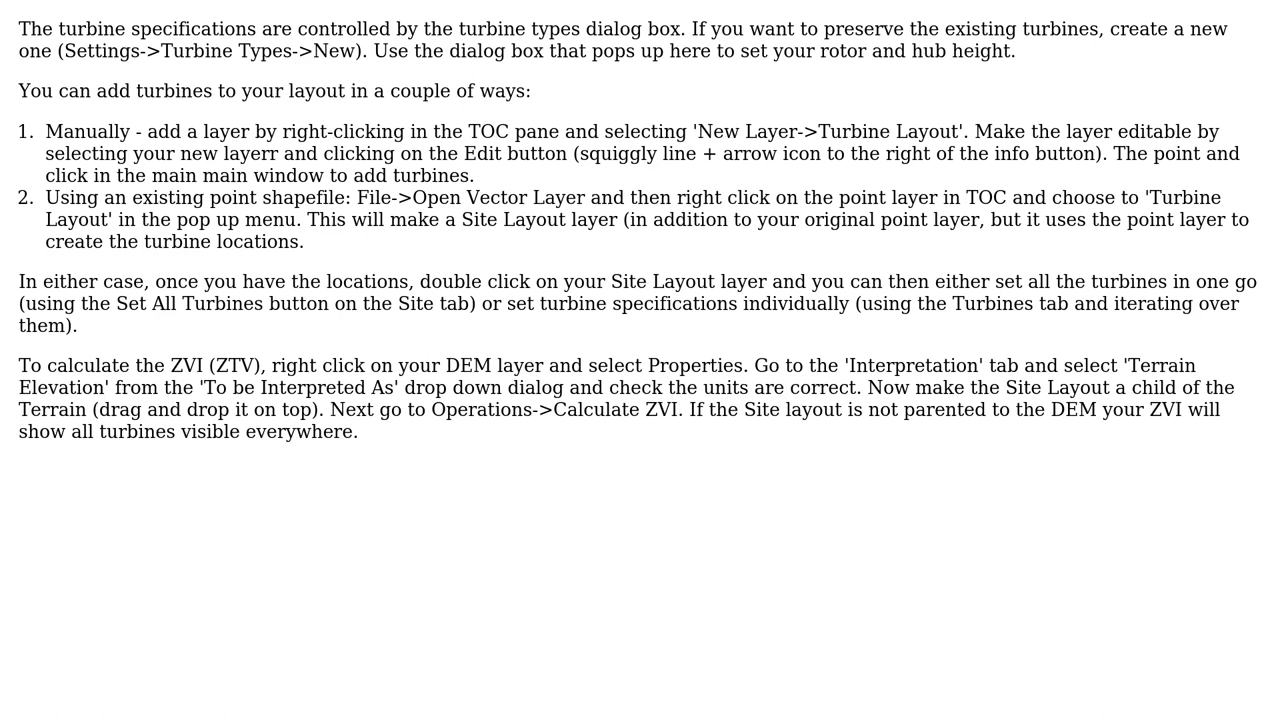 The turbine specifications are controlled by the turbine types dialog box. If you want to preserve the existing turbines, create a new
one (Settings->Turbine Types->New). Use the dialog box that pops up here to set your rotor and hub height.
You can add turbines to your layout in a couple of ways:
1. Manually - add a layer by right-clicking in the TOC pane and selecting 'New Layer->Turbine Layout'. Make the layer editable by
selecting your new layerr and clicking on the Edit button (squiggly line + arrow icon to the right of the info button). The point and
click in the main main window to add turbines.
2. Using an existing point shapefile: File->Open Vector Layer and then right click on the point layer in TOC and choose to 'Turbine
Layout' in the pop up menu. This will make a Site Layout layer (in addition to your original point layer, but it uses the point layer to
create the turbine locations.
In either case, once you have the locations, double click on your Site Layout layer and you can then either set all the turbines in one go
(using the Set All Turbines button on the Site tab) or set turbine specifications individually (using the Turbines tab and iterating over
them).
To calculate the ZVI (ZTV), right click on your DEM layer and select Properties. Go to the 'Interpretation' tab and select 'Terrain
Elevation' from the 'To be Interpreted As' drop down dialog and check the units are correct. Now make the Site Layout a child of the
Terrain (drag and drop it on top). Next go to Operations->Calculate ZVI. If the Site layout is not parented to the DEM your ZVI will
show all turbines visible everywhere.